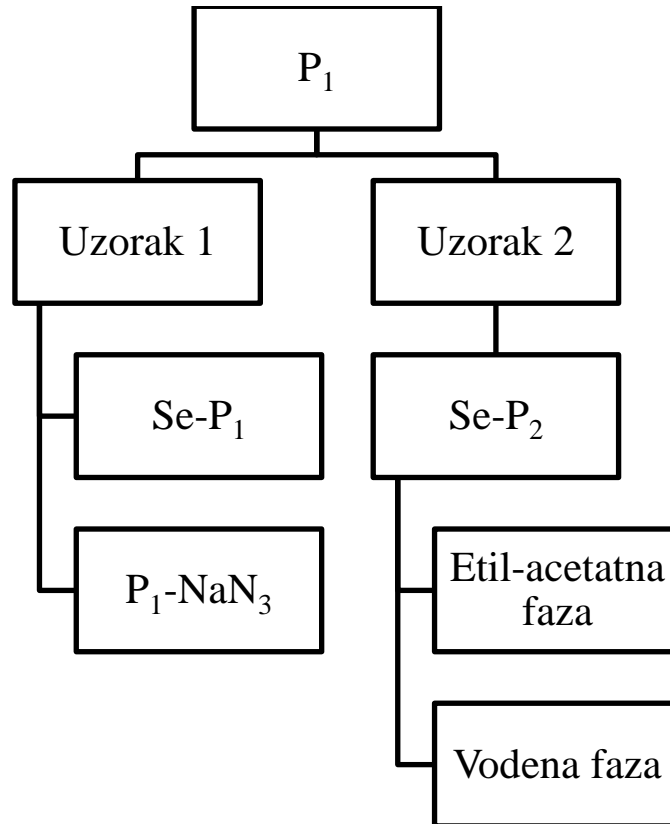 P₁
Uzorak 1
Uzorak 2
Se-P₁
Se-P₂
P₁-NaN₃
Etil-acetatna
faza
Vodena faza